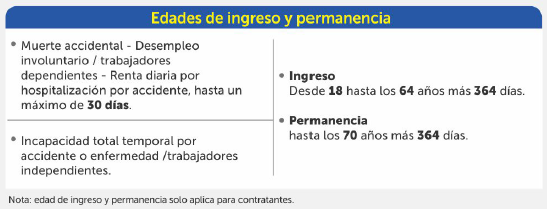 Edades de ingreso y permanencia
• Muerte accidental - Desempleo
involuntario / trabajadores
dependientes - Renta diaria por
hospitalización por accidente, hasta un
máximo de 30 días.
• Incapacidad total temporal por
accidente o enfermedad /trabajadores
independientes.
• Ingreso
Desde 18 hasta los 64 años más 364 días.
• Permanencia
hasta los 70 años más 364 días.
Nota: edad de ingreso y permanencia solo aplica para contratantes.